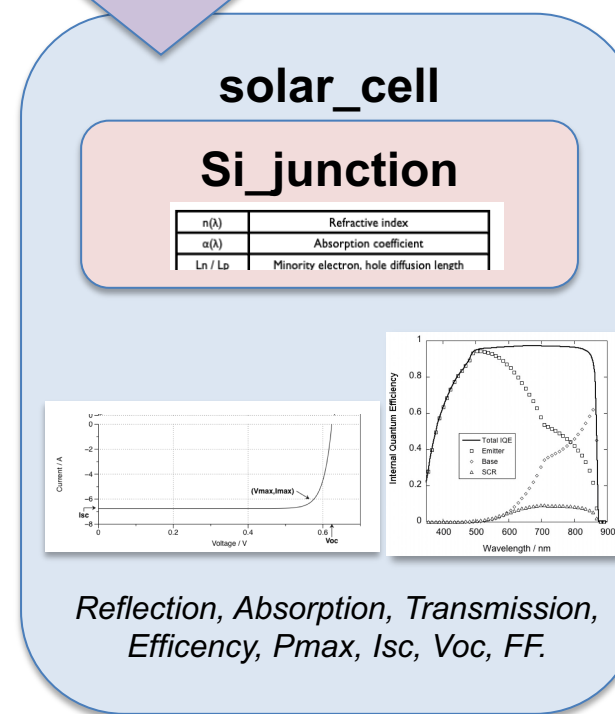 solar_cell
Si_junction
n(λ) Refractive index
α(λ) Absorption coefficient
Ln / Lp Minority electron, hole diffusion length
0
−2
−4
−6
−8
Current / A
Isc
(Vmax,Imax)
0 0.2 0.4 0.6
Voc
Voltage / V
1
0.8
0.6
0.4
0.2
0
Internal Quantum Efficiency
Total IQE
Emitter
Base
SCR
400 500 600 700 800 900
Wavelength / nm
Reflection, Absorption, Transmission,
Efficency, Pmax, Isc, Voc, FF.